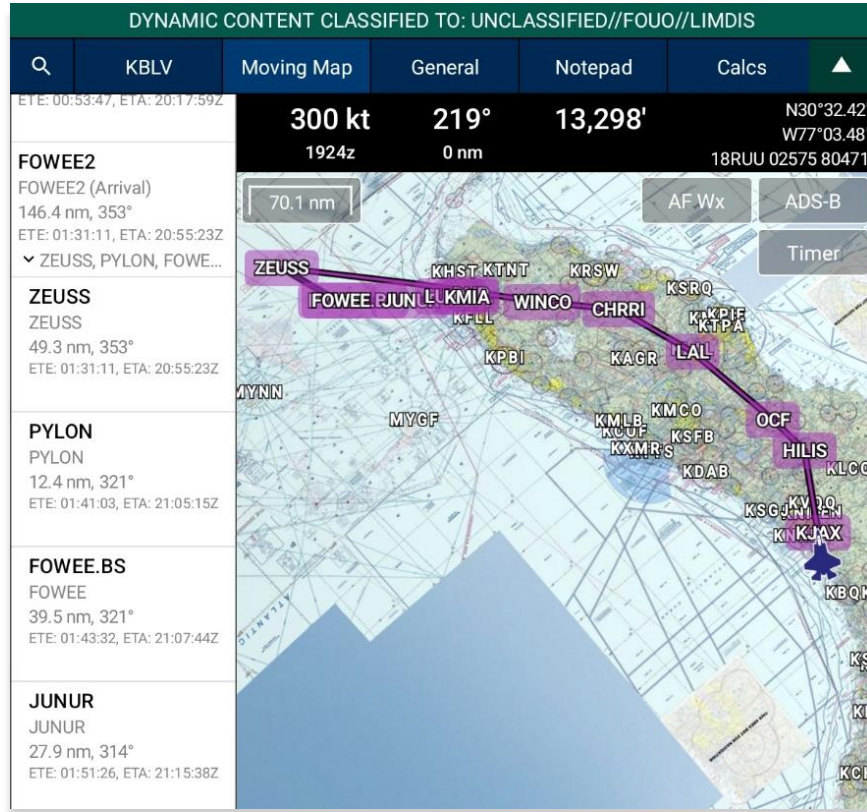 DYNAMIC CONTENT CLASSIFIED TO: UNCLASSIFIED//FOUO//LIMDIS
KBLV
Moving Map
General
Notepad
Calcs
ETE: 00:53:47, ETA: 20:17:59Z
FOWEE2
FOWEE2 (Arrival)
146.4 nm, 353°
ETE: 01:31:11, ETA: 20:55:23Z
ZEUSS, PYLON, FOWE...
ZEUSS
ZEUSS
49.3 nm, 353°
ETE: 01:31:11, ETA: 20:55:23Z
PYLON
PYLON
12.4 nm, 321°
ETE: 01:41:03, ETA: 21:05:15Z
FOWEE.BS
FOWEE
39.5 nm, 321°
ETE: 01:43:32, ETA: 21:07:44Z
JUNUR
JUNUR
27.9 nm, 314°
ETE: 01:51:26, ETA: 21:15:38Z
300 kt
219°
13,298'
1924z
0 nm
N30°32.42
W77°03.48
18RUU 02575 80471
70.1 nm
AF Wx
ADS-B
Timer
ZEUSS
KHST
KTNT
KRSW
KSRQ
FOWEE.
KMIA
WINCO
CHRRI
KTPA
KFLL
KPBI
KAGR
LAL
MYNN
MYGF
KMLB
KMCO
OCF
KSFB
HILIS
KXMR
KDAB
KJAX
ATLANTIC